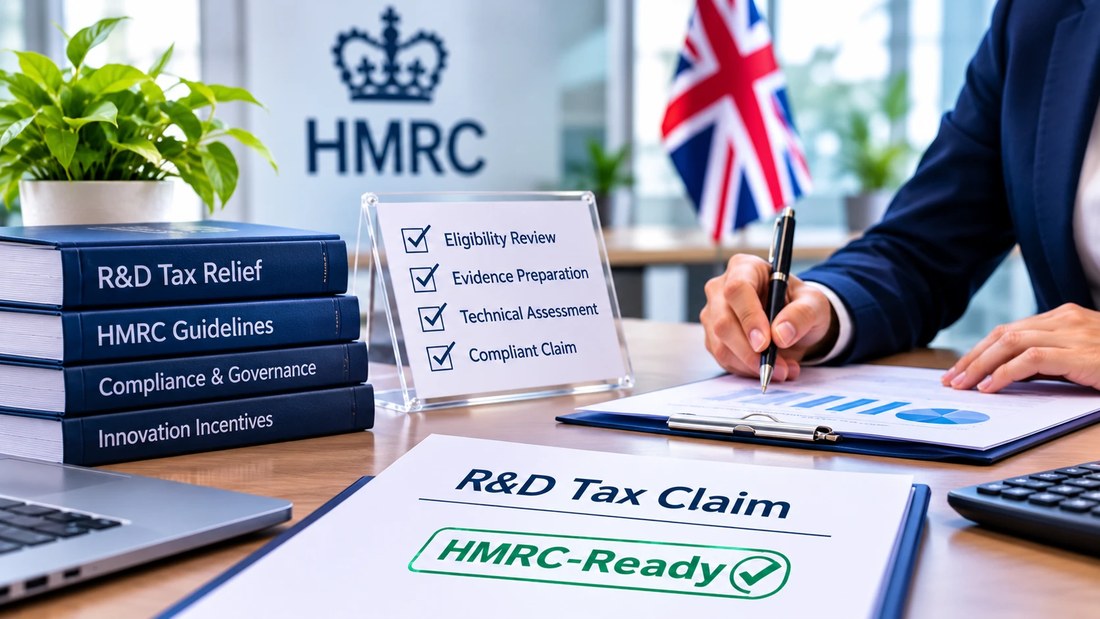 HMRC
R&D Tax Relief
HMRC Guidelines
Compliance & Governance
Innovation Incentives
Eligibility Review
Evidence Preparation
Technical Assessment
Compliant Claim
R&D Tax Claim
HMRC-Ready